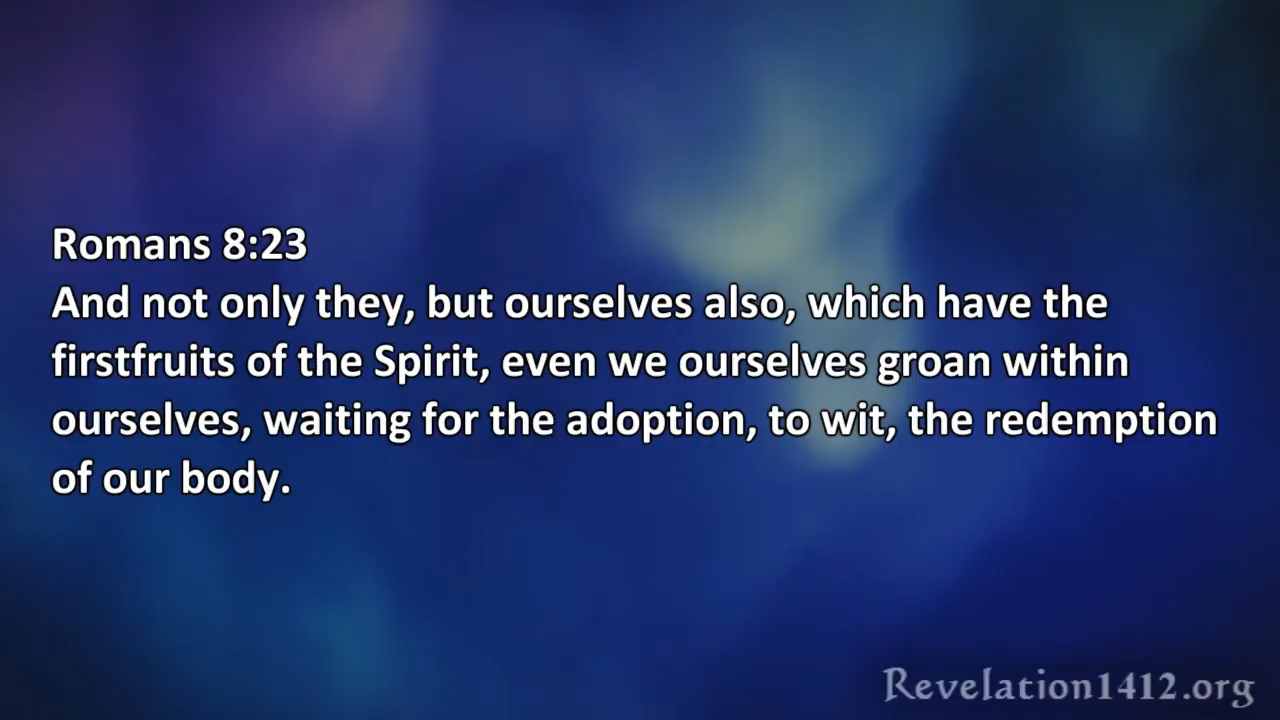 Romans 8:23
And not only they, but ourselves also, which have the
firstfruits of the Spirit, even we ourselves groan within
ourselves, waiting for the adoption, to wit, the redemption
of our body.
Revelation1412.org